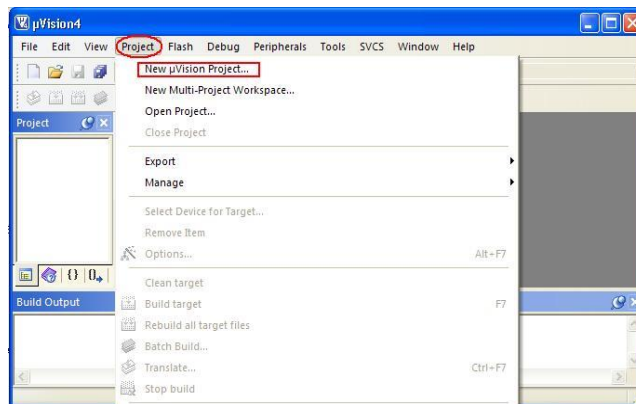 µVision4
File Edit View Project Flash Debug Peripherals Tools SVCS Window Help
New µVision Project...
New Multi-Project Workspace...
Project
Open Project...
Close Project
Export
Manage
Select Device for Target...
Remove Item
Options... Alt+F7
{} 0
Clean target
Build Output
Build target F7
Rebuild all target files
Batch Build...
Translate... Ctrl+F7
Stop build